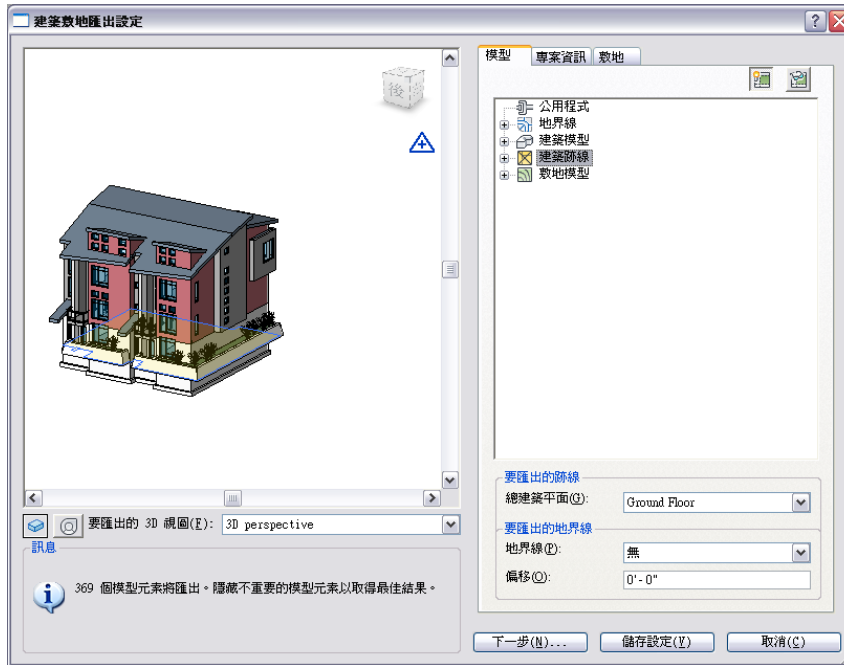 建築敷地匯出設定
後
要匯出的 3D 視圖(F): 3D perspective
訊息
369 個模型元素將匯出。隱藏不重要的模型元素以取得最佳結果。
模型 專案資訊 敷地
公用程式
地界線
建築模型
建築跡線
敷地模型
要匯出的跡線
總建築平面(G): Ground Floor
要匯出的地界線
地界線(P): 無
偏移(O): 0'- 0"
下一步(N)... 儲存設定(V) 取消(C)